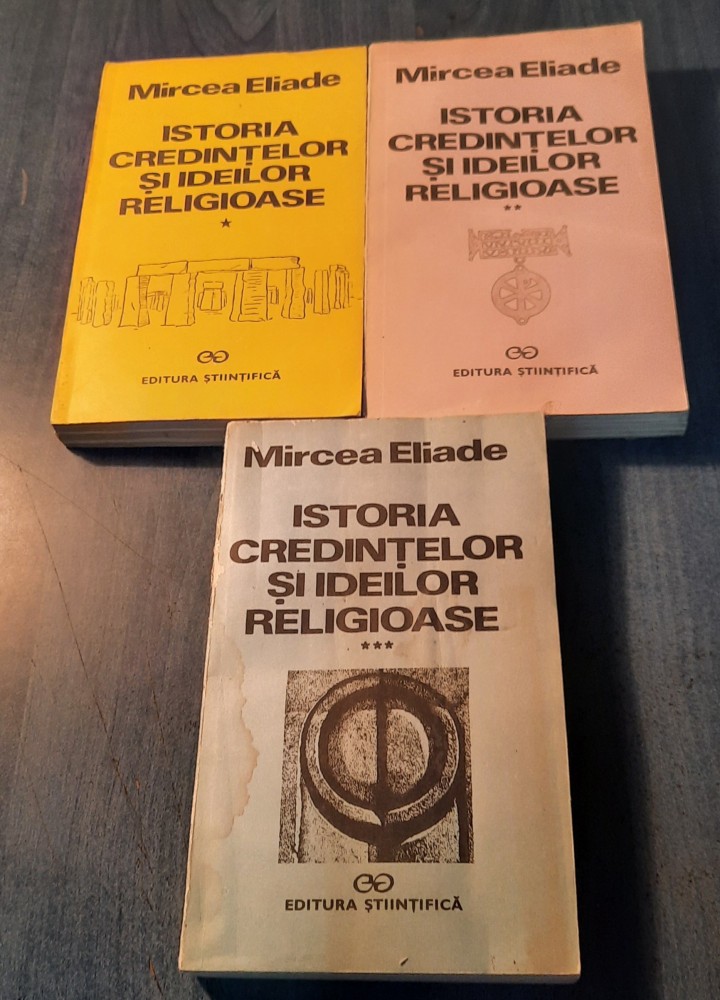 Mircea Eliade
ISTORIA
CREDINȚELOR
ȘI IDEILOR
RELIGIOASE
*
EDITURA ȘTIINȚIFICĂ
Mircea Eliade
ISTORIA
CREDINȚELOR
ȘI IDEILOR
RELIGIOASE
**
EDITURA ȘTIINȚIFICĂ
Mircea Eliade
ISTORIA
CREDINȚELOR
ȘI IDEILOR
RELIGIOASE
***
EDITURA ȘTIINȚIFICĂ